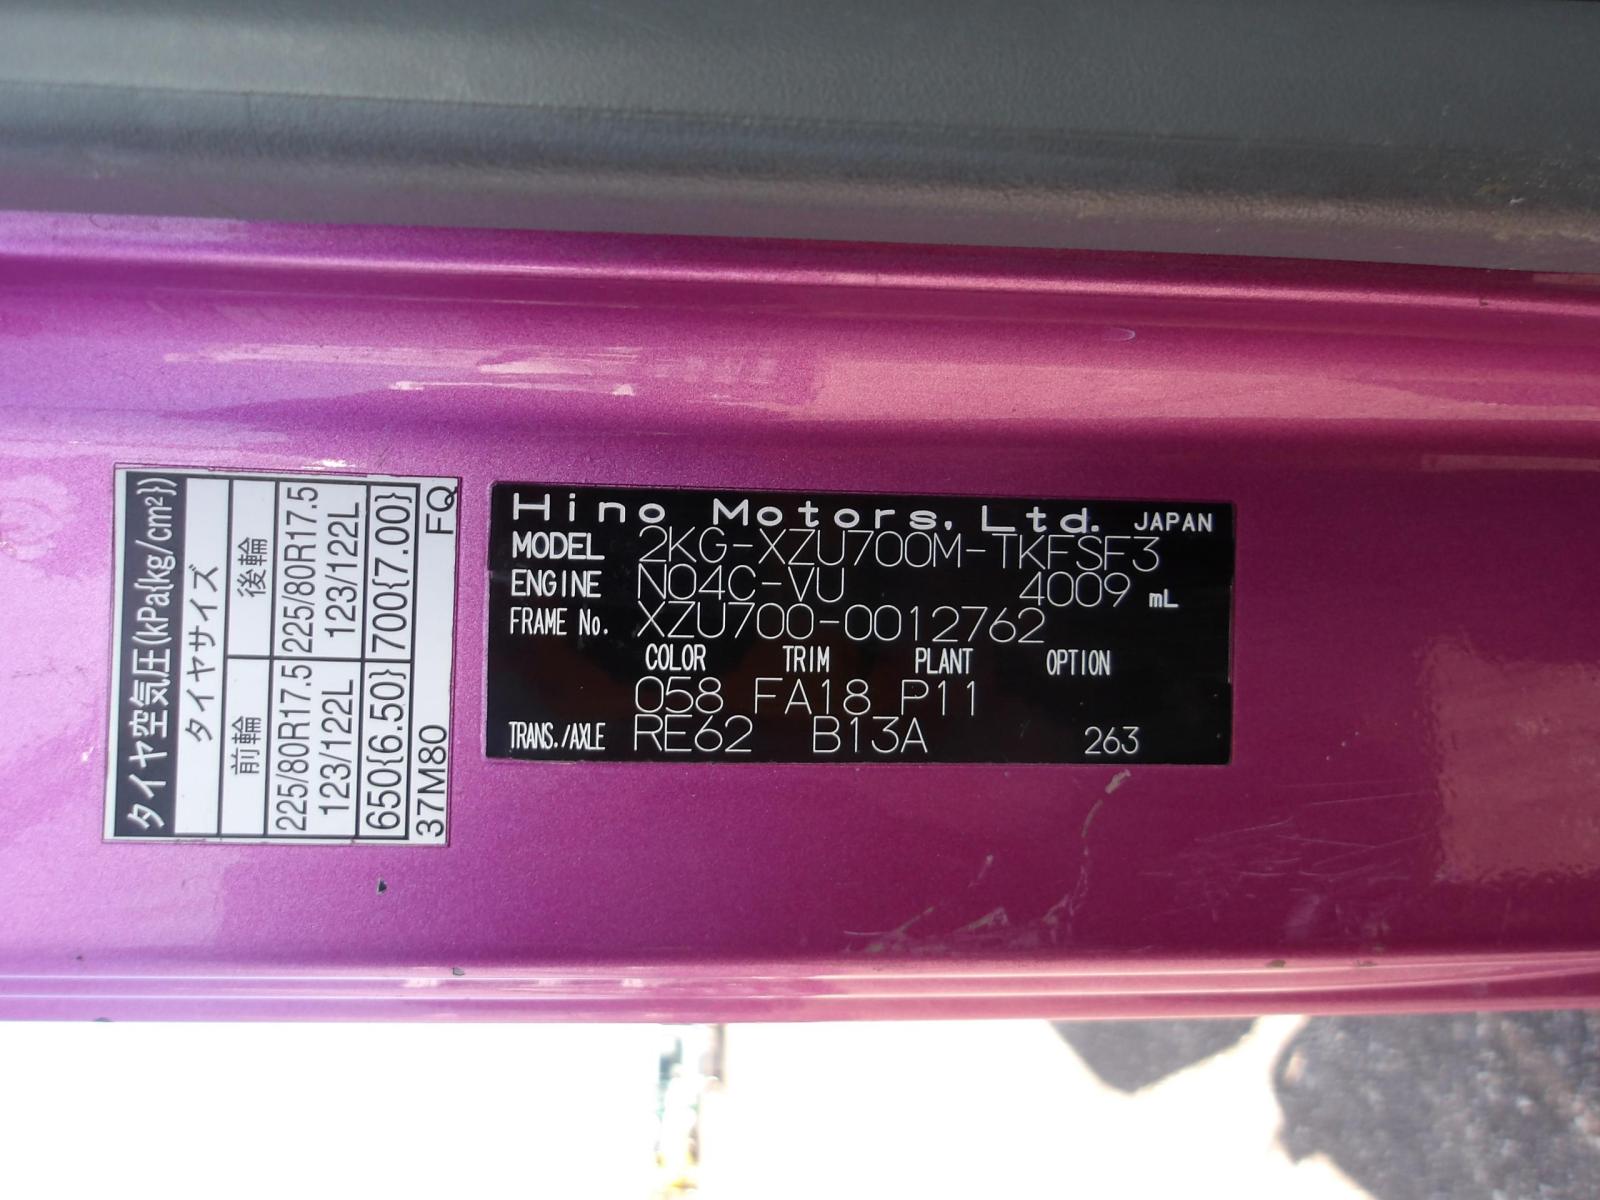 タイヤ空気圧(kPa{kg/cm²})
タイヤサイズ
前輪 後輪
225/80R17.5 225/80R17.5
123/122L 123/122L
650{6.50} 700{7.00}
37M80 FQ
Hino Motors, Ltd. JAPAN
MODEL 2KG-XZU700M-TKFSF3
ENGINE N04C-VU 4009 mL
FRAME No. XZU700-0012762
COLOR TRIM PLANT OPTION
058 FA18 P11
TRANS./AXLE RE62 B13A 263